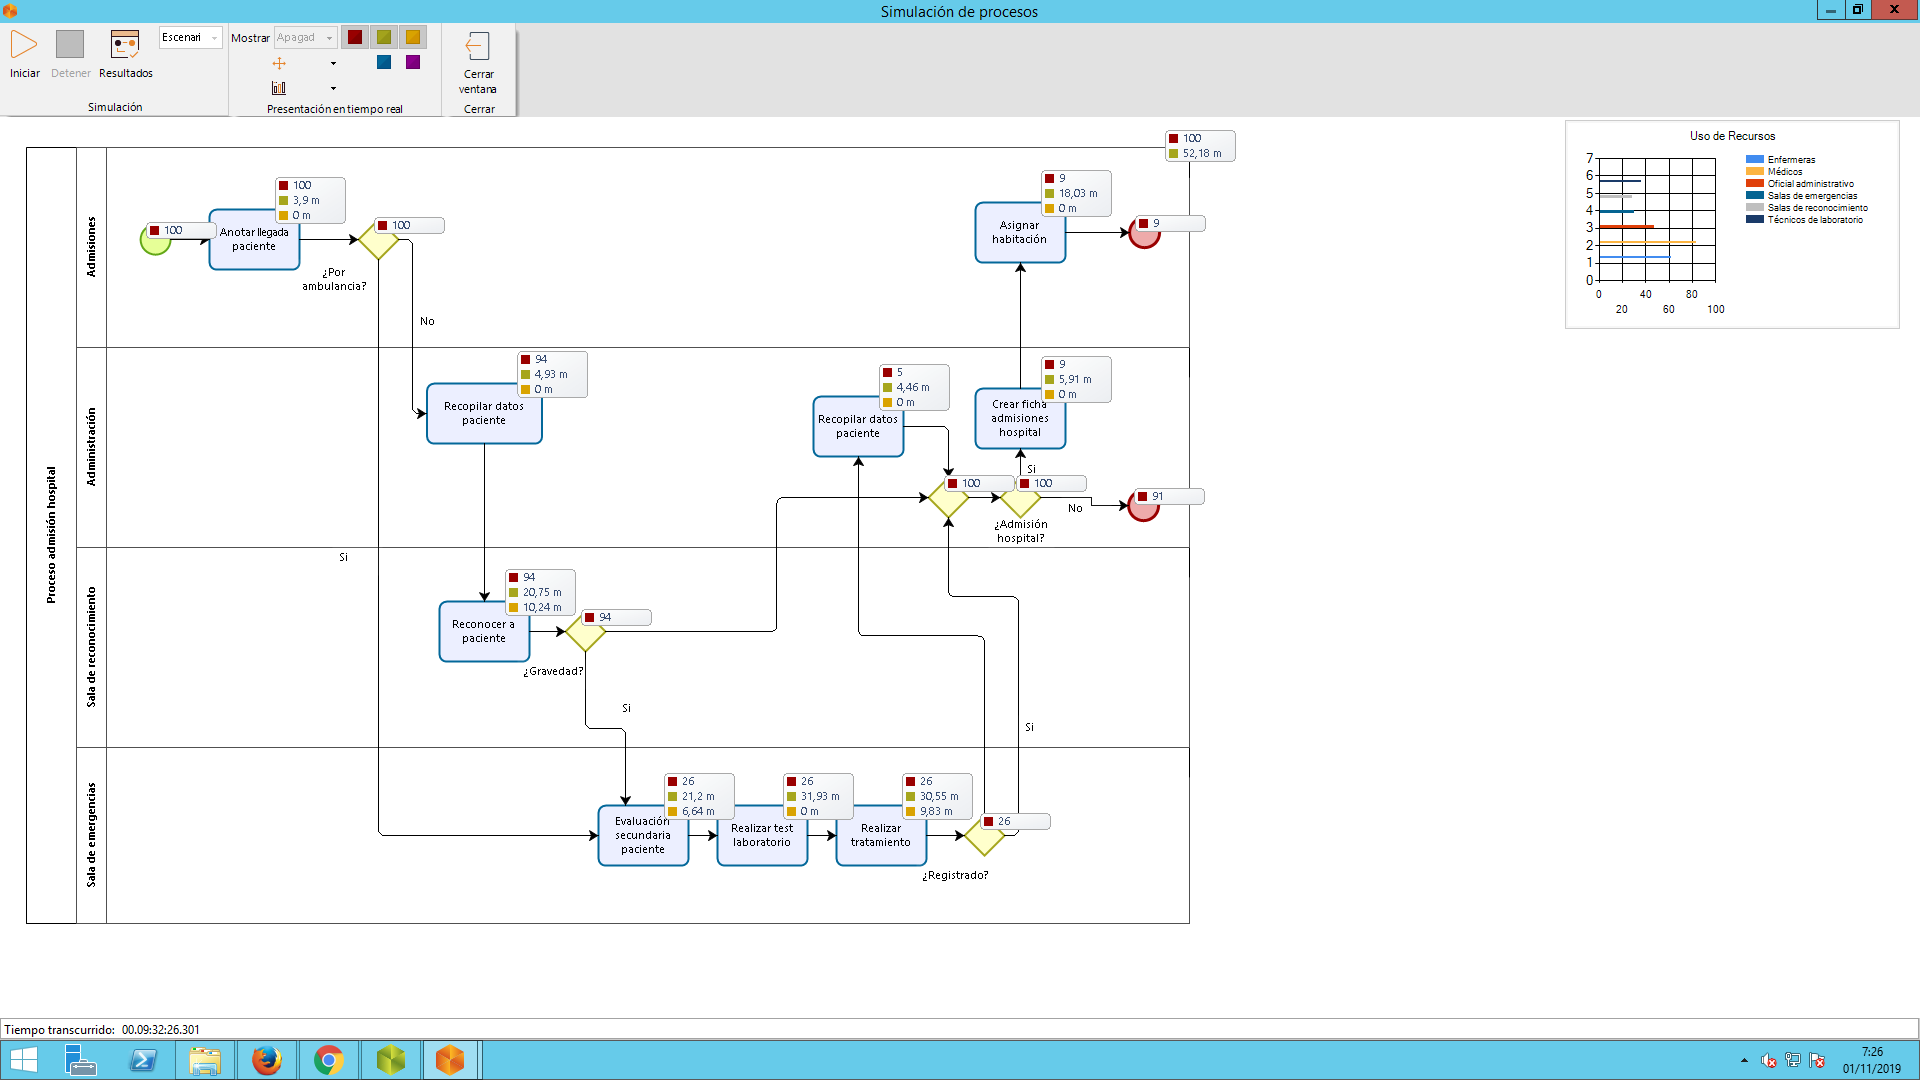 Simulación de procesos
Iniciar
Detener
Resultados
Escenari
Simulación
Mostrar
Apagad
Presentación en tiempo real
Cerrar
ventana
Cerrar
100
52,18 m
Proceso admisión hospital
Admisiones
100
100
3,9 m
0 m
Anotar llegada
paciente
100
¿Por
ambulancia?
No
9
18,03 m
0 m
Asignar
habitación
9
Administración
94
4,93 m
0 m
Recopilar datos
paciente
5
4,46 m
0 m
Recopilar datos
paciente
9
5,91 m
0 m
Crear ficha
admisiones
hospital
Si
100
100
¿Admisión
hospital?
No
91
Si
Sala de reconocimiento
94
20,75 m
10,24 m
Reconocer a
paciente
94
¿Gravedad?
Si
Si
Sala de emergencias
26
21,2 m
6,64 m
Evaluación
secundaria
paciente
26
31,93 m
0 m
Realizar test
laboratorio
26
30,55 m
9,83 m
Realizar
tratamiento
26
¿Registrado?
Uso de Recursos
7
6
5
4
3
2
1
0
0
40
80
20
60
100
Enfermeras
Médicos
Oficial administrativo
Salas de emergencias
Salas de reconocimiento
Técnicos de laboratorio
Tiempo transcurrido: 00.09:32:26.301
7:26
01/11/2019